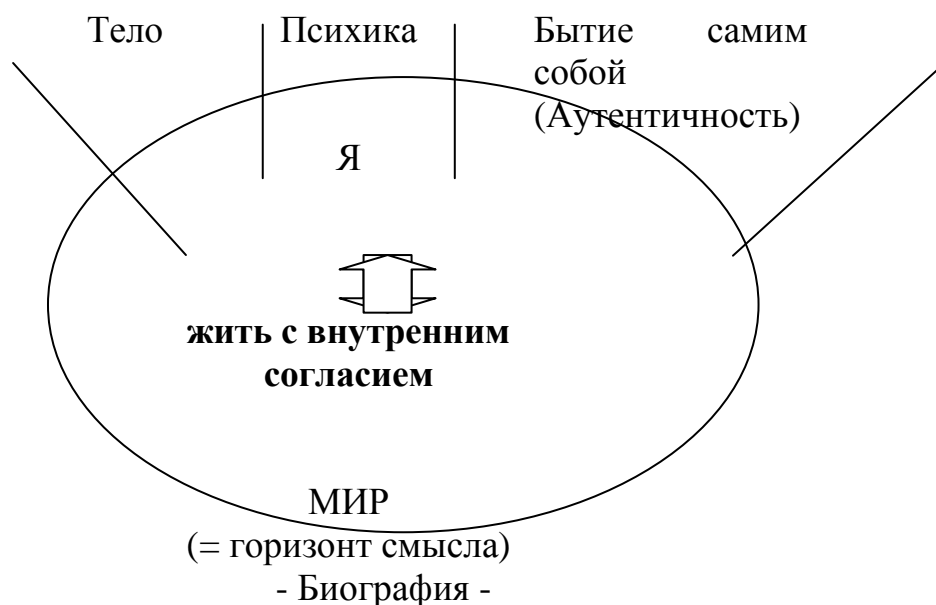 Тело Психика Бытие самим
собой
(Аутентичность)
Я
жить с внутренним
согласием
МИР
(= горизонт смысла)
- Биография -